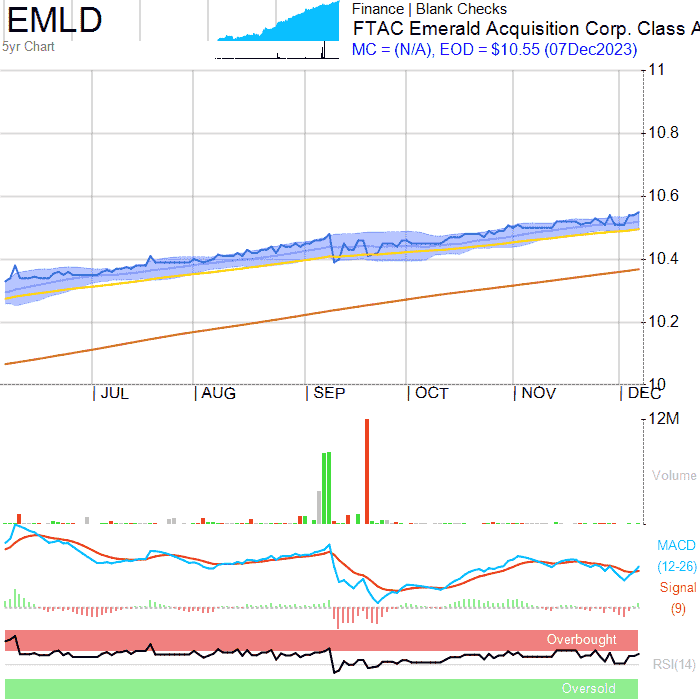 EMLD
5yr Chart
Finance | Blank Checks
FTAC Emerald Acquisition Corp. Class A
MC = (N/A), EOD = $10.55 (07Dec2023)
11
10.8
10.6
10.4
10.2
10
| JUL | AUG | SEP | OCT | NOV | DEC
12M
Volume
MACD
(12-26)
Signal
(9)
Overbought
RSI(14)
Oversold